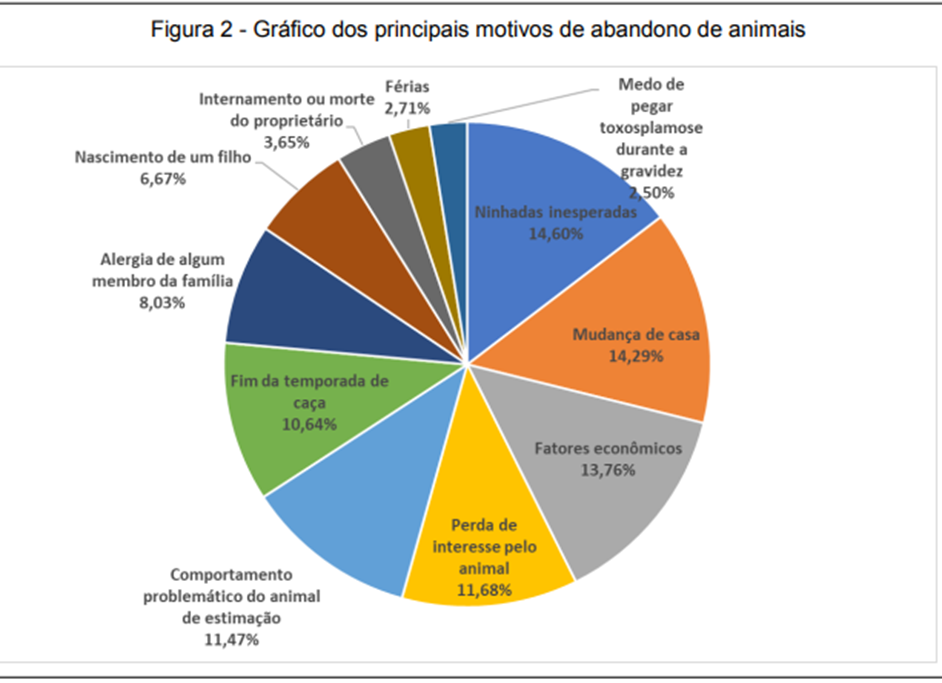 Figura 2 - Gráfico dos principais motivos de abandono de animais
Medo de
pegar
toxosplamose
durante a
gravidez
2,50%
Ninhadas inesperadas
14,60%
Mudança de casa
14,29%
Fatores econômicos
13,76%
Perda de
interesse pelo
animal
11,68%
Comportamento
problemático do animal
de estimação
11,47%
Fim da temporada de
caça
10,64%
Alergia de algum
membro da família
8,03%
Nascimento de um filho
6,67%
Internamento ou morte
do proprietário
3,65%
Férias
2,71%